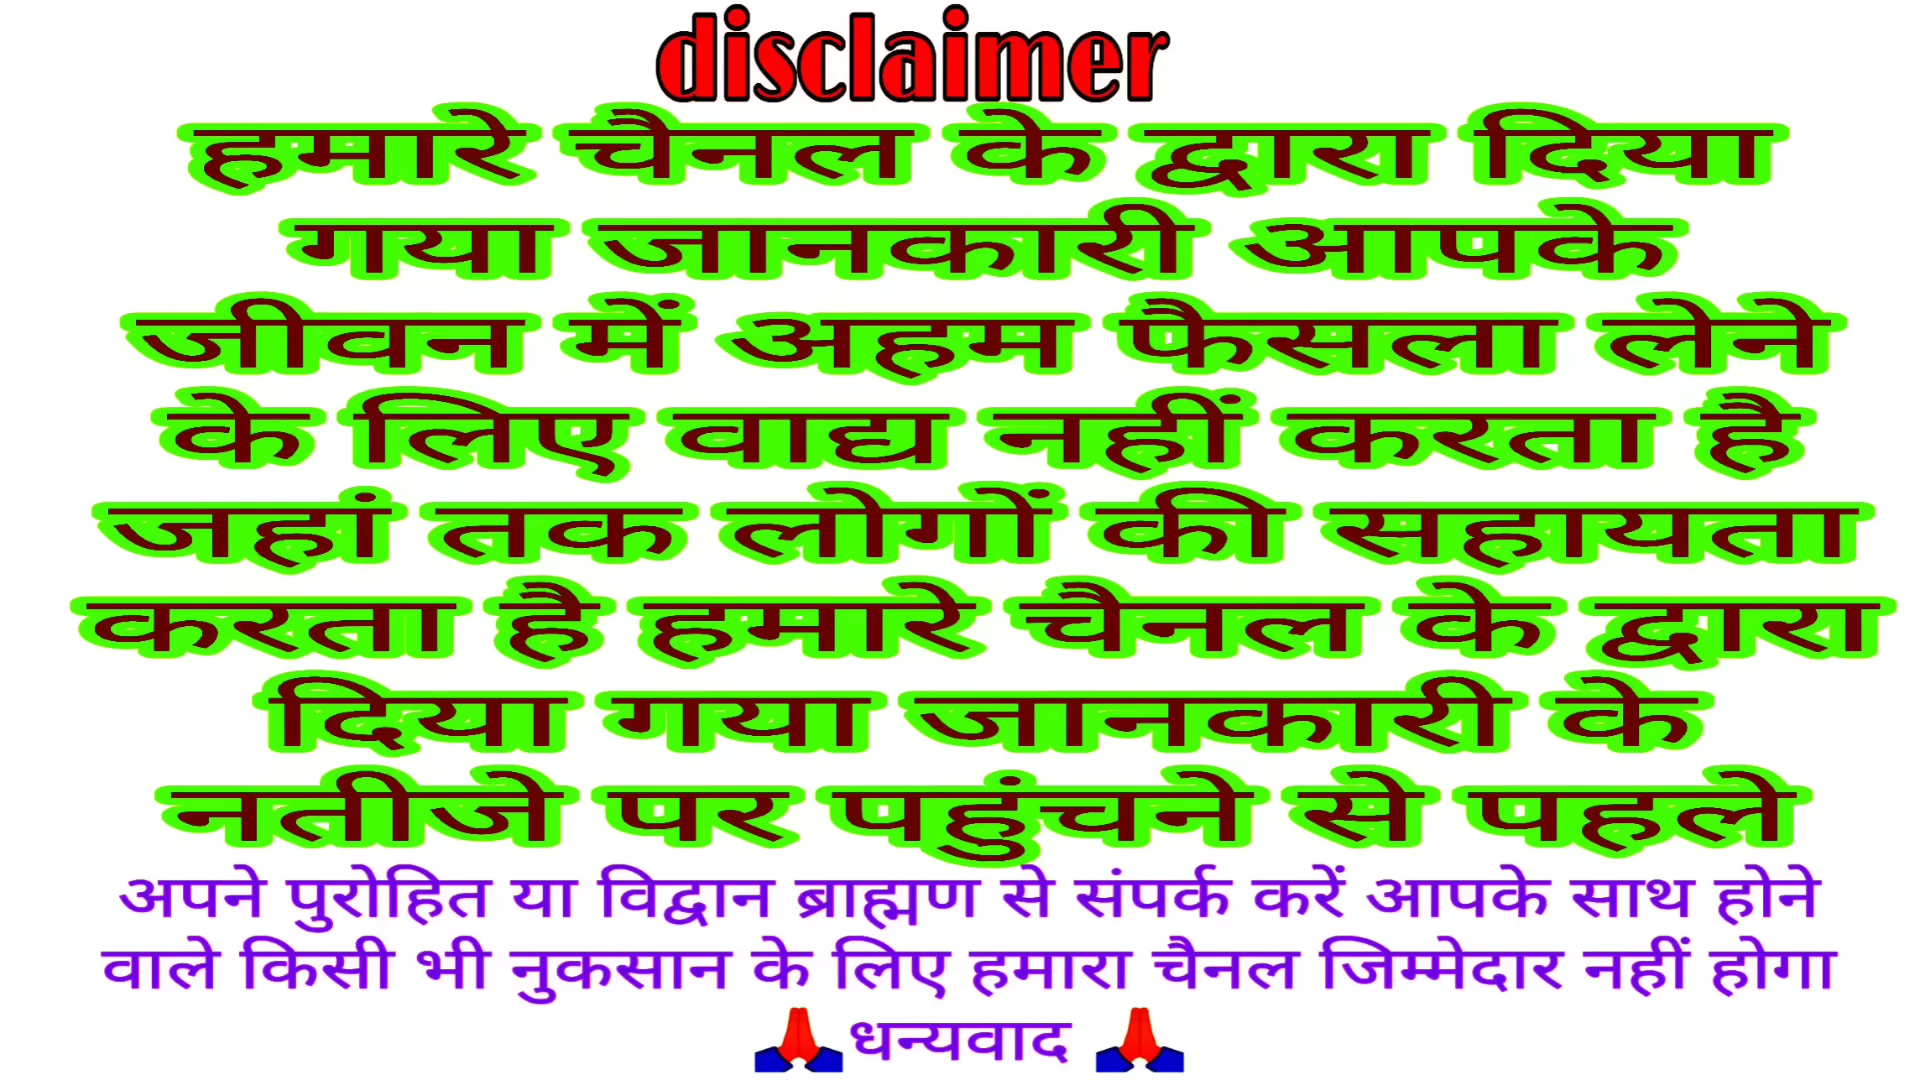 disclaimer
हमारे चैनल के द्वारा दिया
गया जानकारी आपके
जीवन में अहम फैसला लेने
के लिए वाद्य नहीं करता है
जहां तक लोगों की सहायता
करता है हमारे चैनल के द्वारा
दिया गया जानकारी के
नतीजे पर पहुंचने से पहले
अपने पुरोहित या विद्वान ब्राह्मण से संपर्क करें आपके साथ होने
वाले किसी भी नुकसान के लिए हमारा चैनल जिम्मेदार नहीं होगा
🙏धन्यवाद 🙏